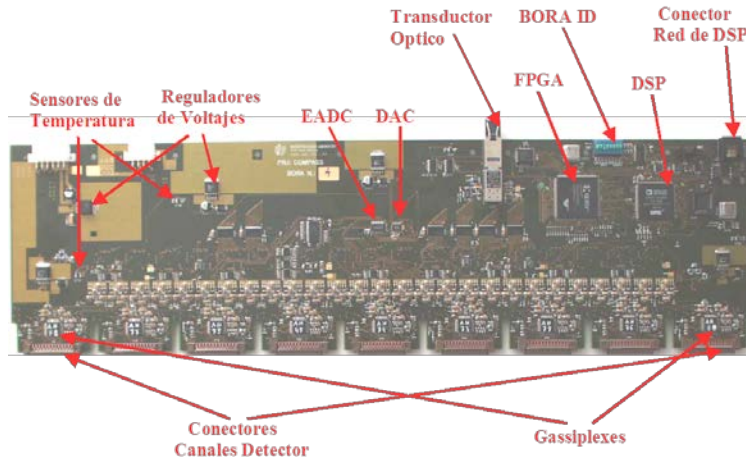 Transductor
Optico
BORA ID
Conector
Red de DSP
FPGA
DSP
Sensores de
Temperatura
Reguladores
de Voltajes
EADC
DAC
Conectores
Canales Detector
Gassiplexes